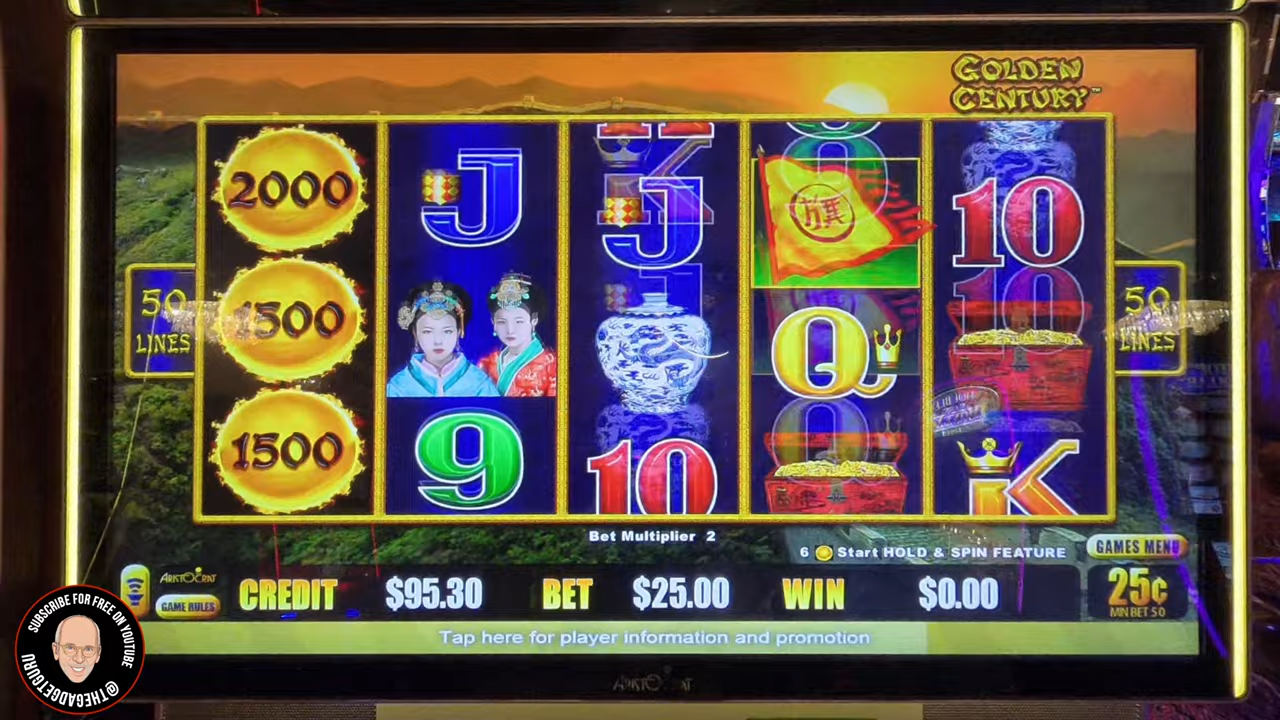 GOLDEN
CENTURY™
2000
1500
1500
J
9
K
J
10
旗
Q
10
K
50
LINES
50
LINES
Bet Multiplier 2
6 Start HOLD & SPIN FEATURE
GAMES MENU
ARISTOCRAT
GAME RULES
CREDIT $95.30 BET $25.00 WIN $0.00
25¢
MIN BET 50
Tap here for player information and promotion
SUBSCRIBE FOR FREE ON YOUTUBE
@THEGADGETGURU